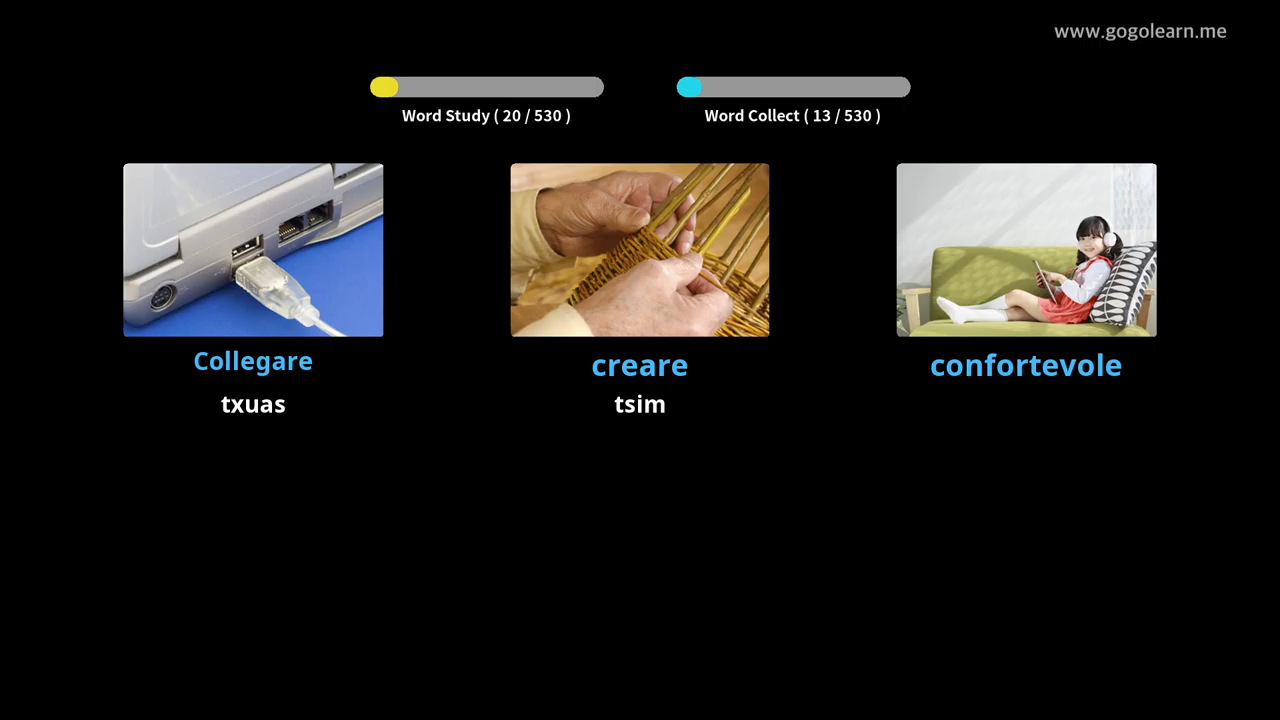 www.gogolearn.me
Word Study ( 20 / 530 )
Word Collect ( 13 / 530 )
Collegare
txuas
creare
tsim
confortevole